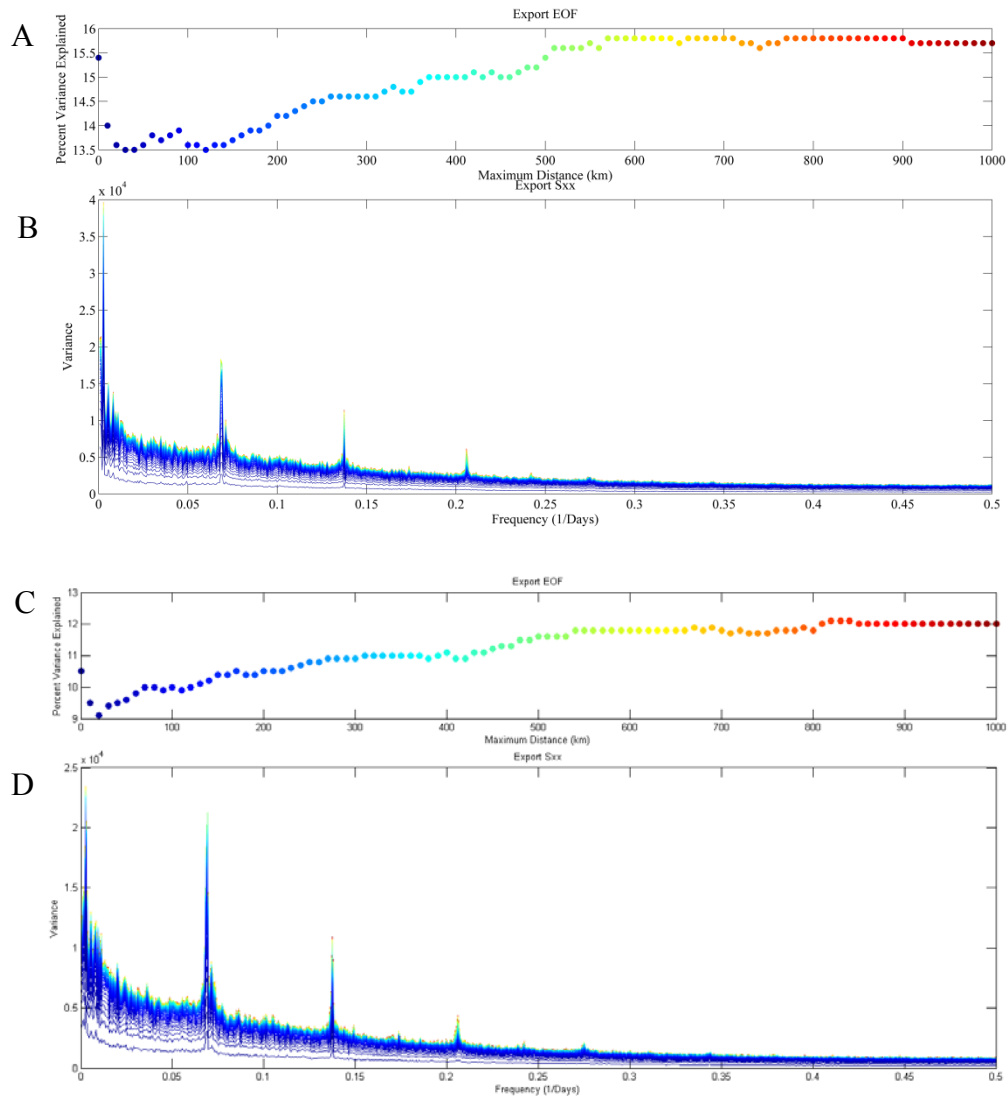 A
Export EOF
Percent Variance Explained
16
15.5
15
14.5
14
13.5
0 100 200 300 400 500 600 700 800 900 1000
Maximum Distance (km)
B
Export Sxx
x 10^4
Variance
4
3.5
3
2.5
2
1.5
1
0.5
0
0 0.05 0.1 0.15 0.2 0.25 0.3 0.35 0.4 0.45 0.5
Frequency (1/Days)
C
Export EOF
Percent Variance Explained
13
12
11
10
9
0 100 200 300 400 500 600 700 800 900 1000
Maximum Distance (km)
D
Export Sxx
x 10^4
Variance
2.5
2
1.5
1
0.5
0
0 0.05 0.1 0.15 0.2 0.25 0.3 0.35 0.4 0.45 0.5
Frequency (1/Days)